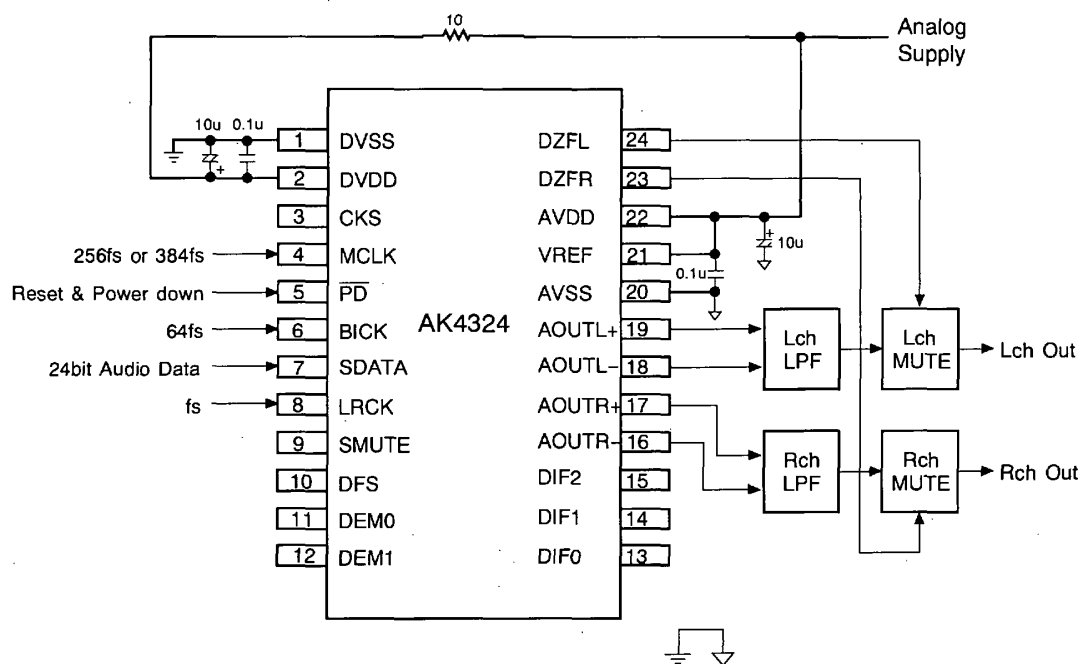 10
Analog
Supply
10u 0.1u
1 DVSS DZFL 24
2 DVDD DZFR 23
3 CKS AVDD 22
10u
256fs or 384fs 4 MCLK VREF 21
0.1u
Reset & Power down 5 PD AVSS 20
AK4324
64fs 6 BICK AOUTL+ 19
Lch
LPF
Lch
MUTE
Lch Out
24bit Audio Data 7 SDATA AOUTL− 18
fs 8 LRCK AOUTR+ 17
9 SMUTE AOUTR− 16
Rch
LPF
Rch
MUTE
Rch Out
10 DFS DIF2 15
11 DEM0 DIF1 14
12 DEM1 DIF0 13